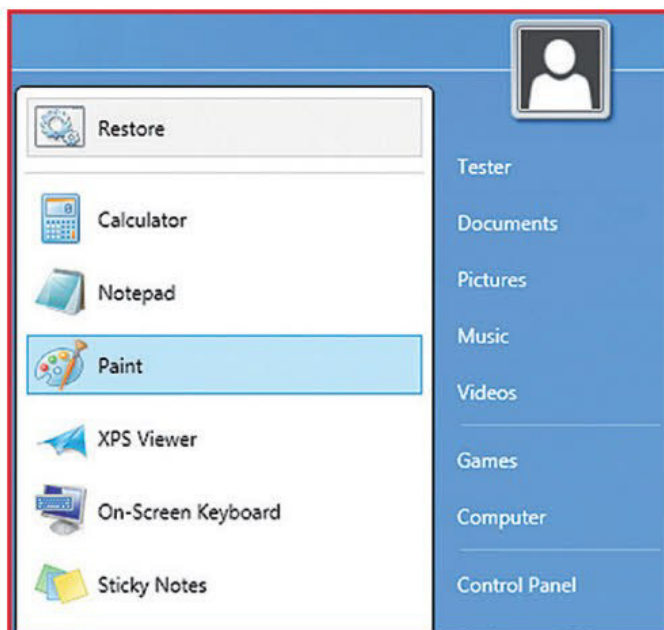 Restore
Calculator
Notepad
Paint
XPS Viewer
On-Screen Keyboard
Sticky Notes
Tester
Documents
Pictures
Music
Videos
Games
Computer
Control Panel